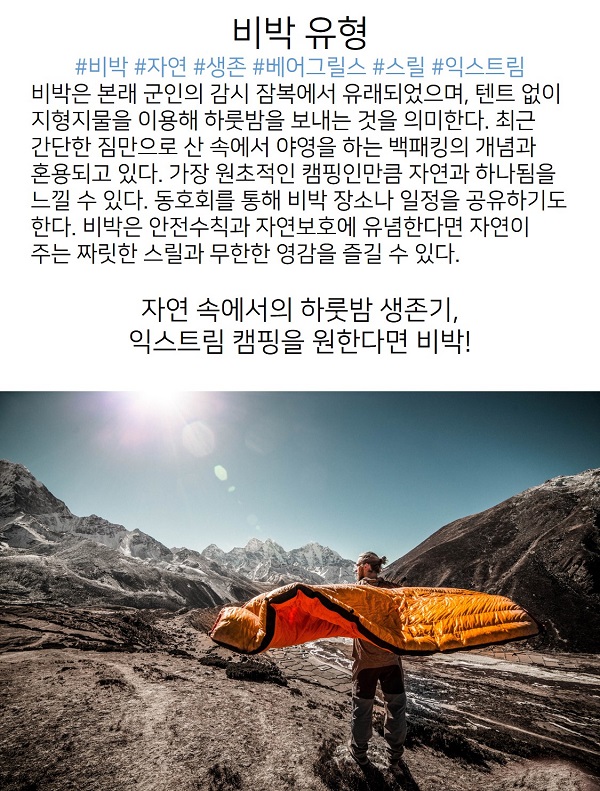 비박 유형
#비박 #자연 #생존 #베어그릴스 #스릴 #익스트림
비박은 본래 군인의 감시 잠복에서 유래되었으며, 텐트 없이
지형지물을 이용해 하룻밤을 보내는 것을 의미한다. 최근
간단한 짐만으로 산 속에서 야영을 하는 백패킹의 개념과
혼용되고 있다. 가장 원초적인 캠핑인만큼 자연과 하나됨을
느낄 수 있다. 동호회를 통해 비박 장소나 일정을 공유하기도
한다. 비박은 안전수칙과 자연보호에 유념한다면 자연이
주는 짜릿한 스릴과 무한한 영감을 즐길 수 있다.
자연 속에서의 하룻밤 생존기,
익스트림 캠핑을 원한다면 비박!